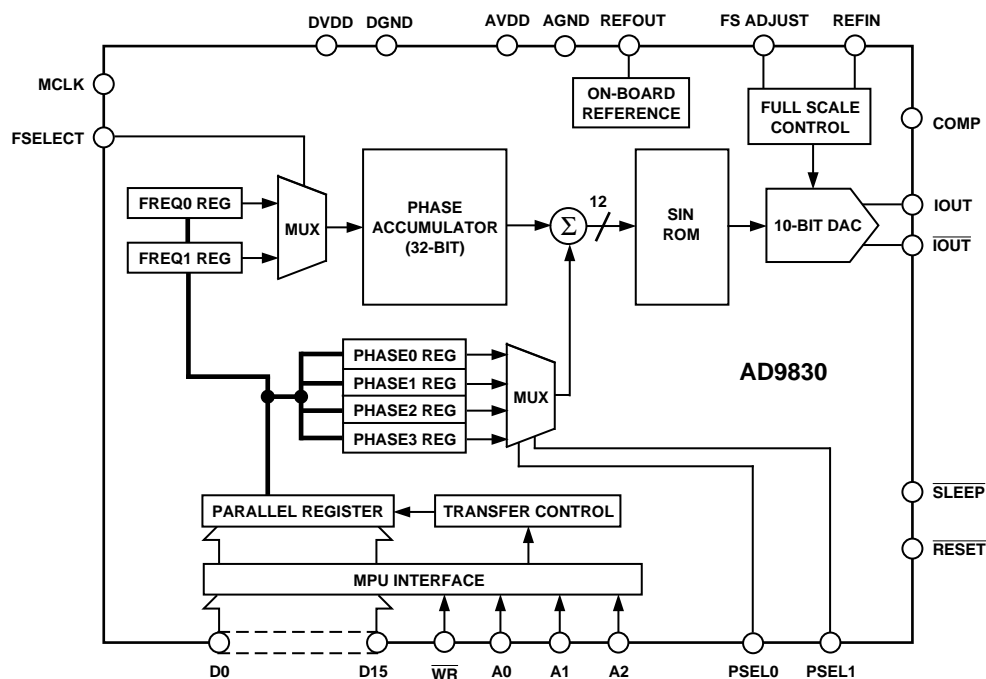 DVDD
DGND
AVDD
AGND
REFOUT
FS ADJUST
REFIN
MCLK
FSELECT
ON-BOARD
REFERENCE
FULL SCALE
CONTROL
COMP
FREQ0 REG
FREQ1 REG
MUX
PHASE
ACCUMULATOR
(32-BIT)
Σ
12
SIN
ROM
10-BIT DAC
IOUT
IOUT
PHASE0 REG
PHASE1 REG
PHASE2 REG
PHASE3 REG
MUX
AD9830
PARALLEL REGISTER
TRANSFER CONTROL
SLEEP
RESET
MPU INTERFACE
D0
D15
WR
A0
A1
A2
PSEL0
PSEL1